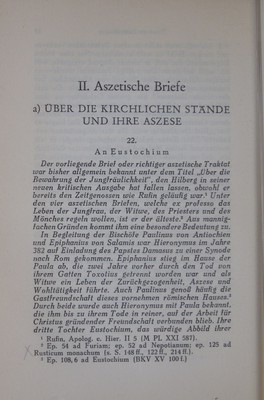 II. Aszetische Briefe
a) ÜBER DIE KIRCHLICHEN STÄNDE
UND IHRE ASZESE
22.
An Eustochium
Der vorliegende Brief oder richtiger aszetische Traktat
war bisher allgemein bekannt unter dem Titel „Über die
Bewahrung der Jungfräulichkeit“, den Hilberg in seiner
neuen kritischen Ausgabe hat fallen lassen, obwohl er
bereits den Zeitgenossen wie Rufin geläufig war.¹ Unter
den vier aszetischen Briefen, welche ex professo das
Leben der Jungfrau, der Witwe, des Priesters und des
Mönches regeln wollen, ist er der älteste.² Aus mannig-
fachen Gründen kommt ihm eine besondere Bedeutung zu.
In Begleitung der Bischöfe Paulinus von Antiochien
und Epiphanius von Salamis war Hieronymus im Jahre
382 auf Einladung des Papstes Damasus zu einer Synode
nach Rom gekommen. Epiphanius stieg im Hause der
Paula ab, die zwei Jahre vorher durch den Tod von
ihrem Gatten Toxotius getrennt worden war und als
Witwe ein Leben der Zurückgezogenheit, Aszese und
Wohltätigkeit führte. Auch Paulinus genoß häufig die
Gastfreundschaft dieses vornehmen römischen Hauses.³
Durch beide wurde auch Hieronymus mit Paula bekannt,
die ihm bis zu ihrem Tode in reiner, auf der Arbeit für
Christus gründender Freundschaft verbunden blieb. Ihre
dritte Tochter Eustochium, das würdige Abbild ihrer
¹ Rufin, Apolog. c. Hier. II 5 (M PL XXI 587).
² Ep. 54 ad Furiam; ep. 52 ad Nepotianum; ep. 125 ad
Rusticum monachum (s. S. 148 ff., 122 ff., 214 ff.).
³ Ep. 108, 6 ad Eustochium (BKV XV 100 f.)